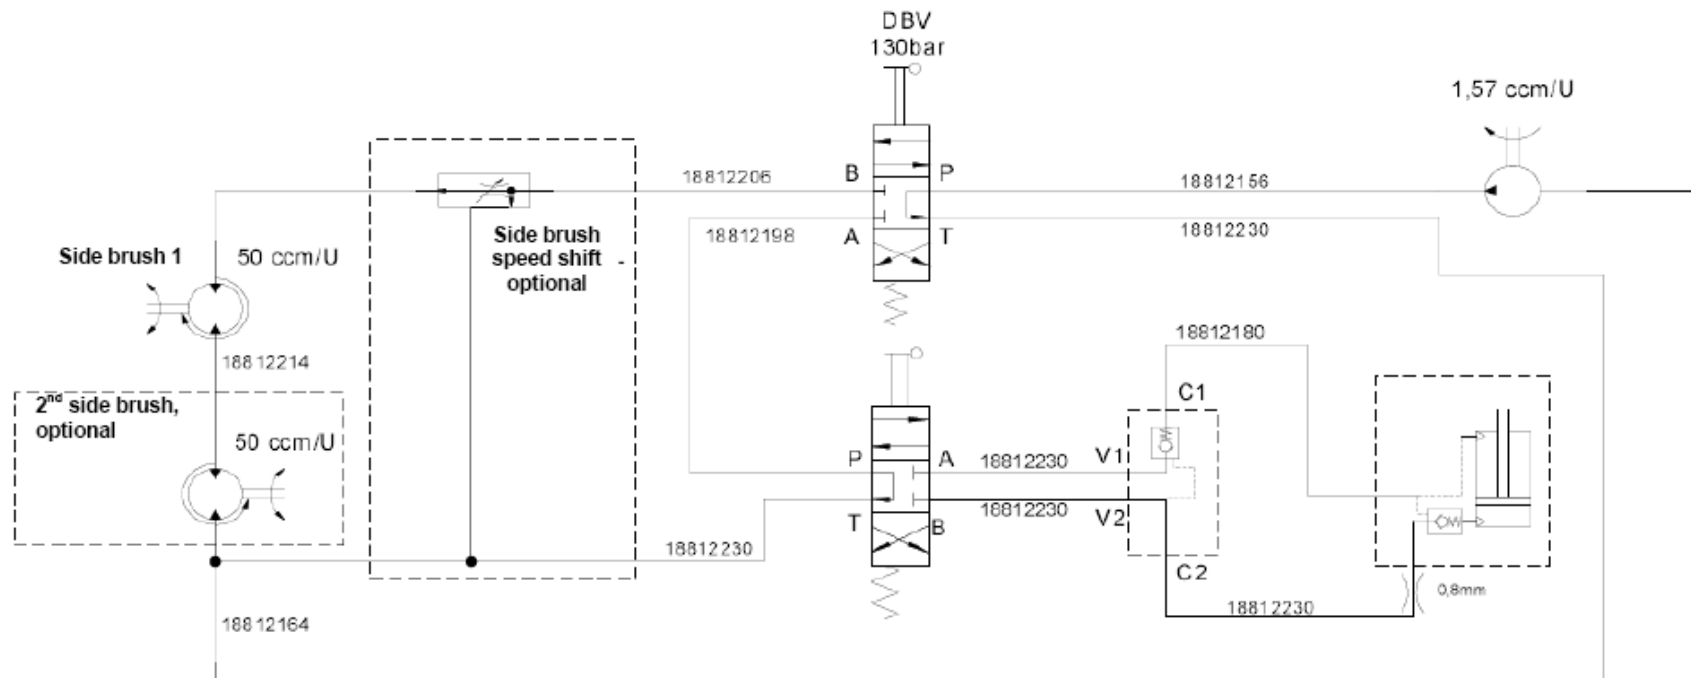 DBV
130bar
1,57 ccm/U
B
P
18812206
18812156
18812198
A
T
18812230
Side brush
speed shift -
optional
Side brush 1
50 ccm/U
18812214
18812180
C1
2nd side brush,
optional
50 ccm/U
P
A
18812230
V1
18812230
V2
T
B
18812230
C2
0,8mm
18812230
18812164